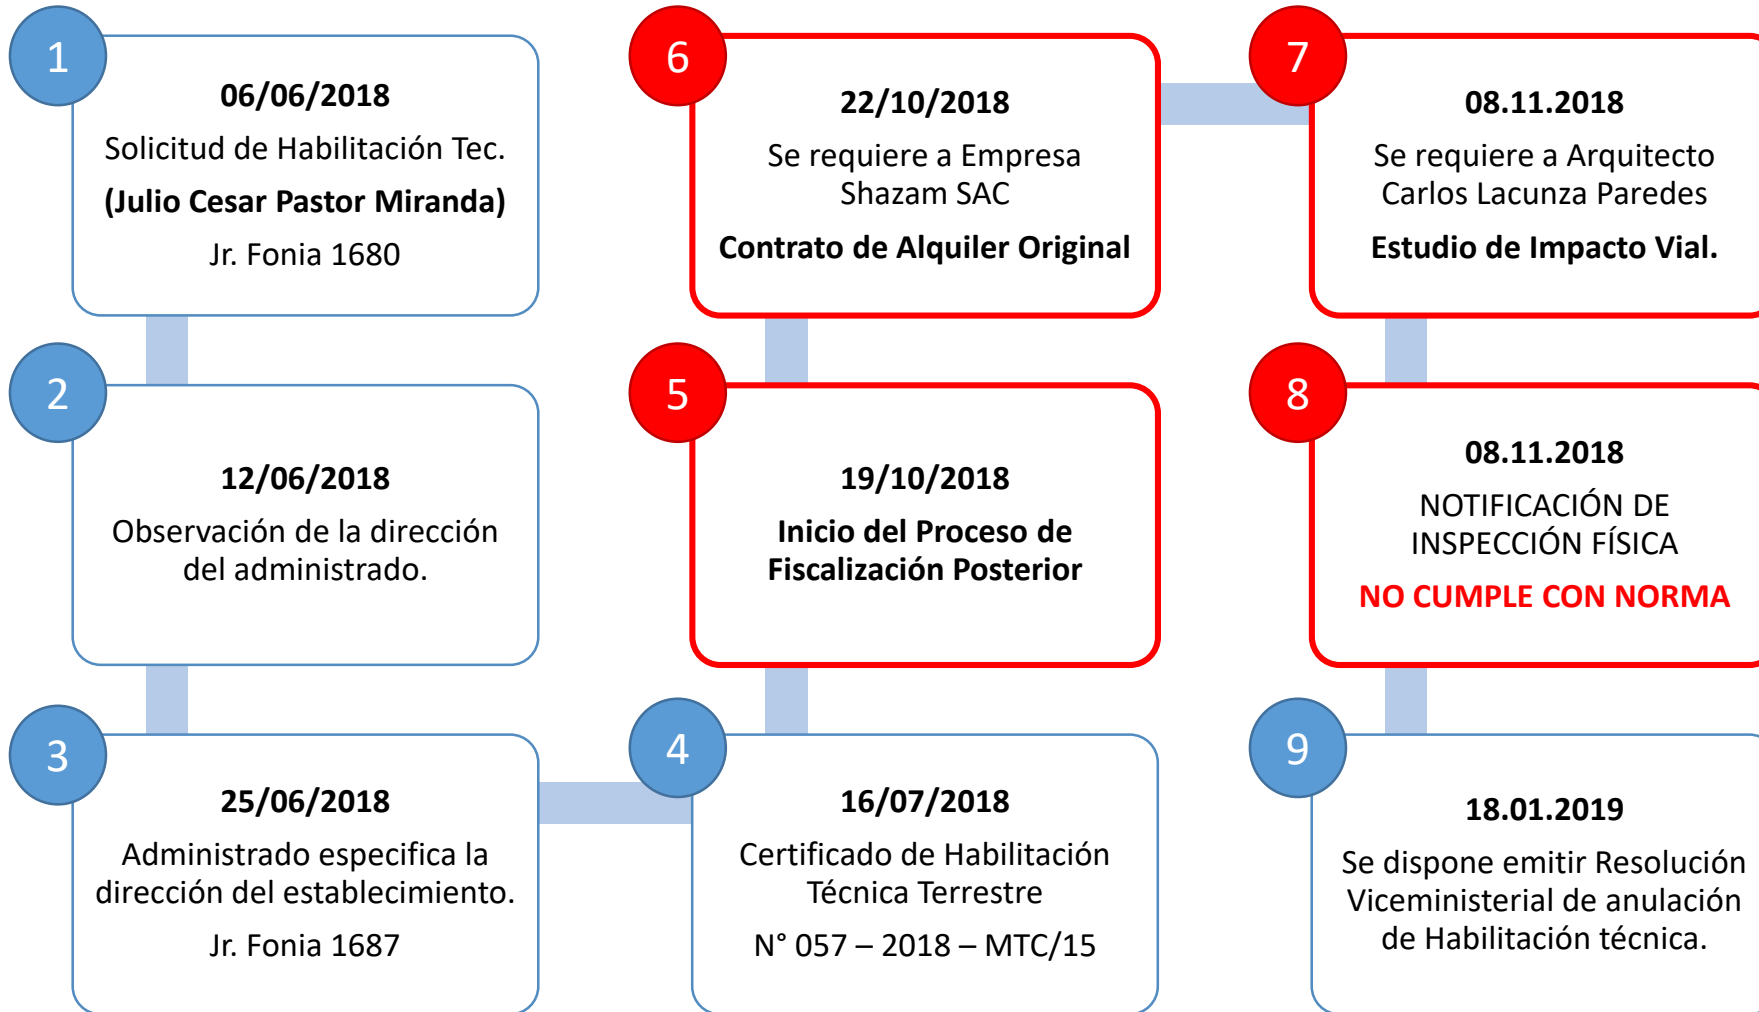 1
06/06/2018
Solicitud de Habilitación Tec.
(Julio Cesar Pastor Miranda)
Jr. Fonia 1680
2
12/06/2018
Observación de la dirección
del administrado.
3
25/06/2018
Administrado especifica la
dirección del establecimiento.
Jr. Fonia 1687
4
16/07/2018
Certificado de Habilitación
Técnica Terrestre
N° 057 – 2018 – MTC/15
5
19/10/2018
Inicio del Proceso de
Fiscalización Posterior
6
22/10/2018
Se requiere a Empresa
Shazam SAC
Contrato de Alquiler Original
7
08.11.2018
Se requiere a Arquitecto
Carlos Lacunza Paredes
Estudio de Impacto Vial.
8
08.11.2018
NOTIFICACIÓN DE
INSPECCIÓN FÍSICA
NO CUMPLE CON NORMA
9
18.01.2019
Se dispone emitir Resolución
Viceministerial de anulación
de Habilitación técnica.